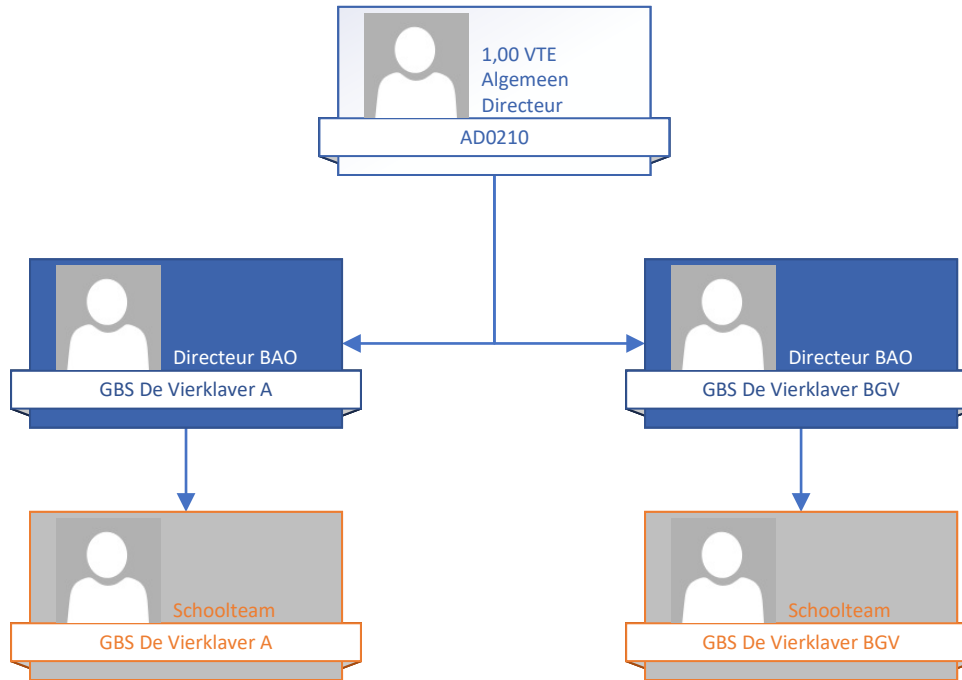 1,00 VTE
Algemeen
Directeur
AD0210
Directeur BAO
GBS De Vierklaver A
Directeur BAO
GBS De Vierklaver BGV
Schoolteam
GBS De Vierklaver A
Schoolteam
GBS De Vierklaver BGV